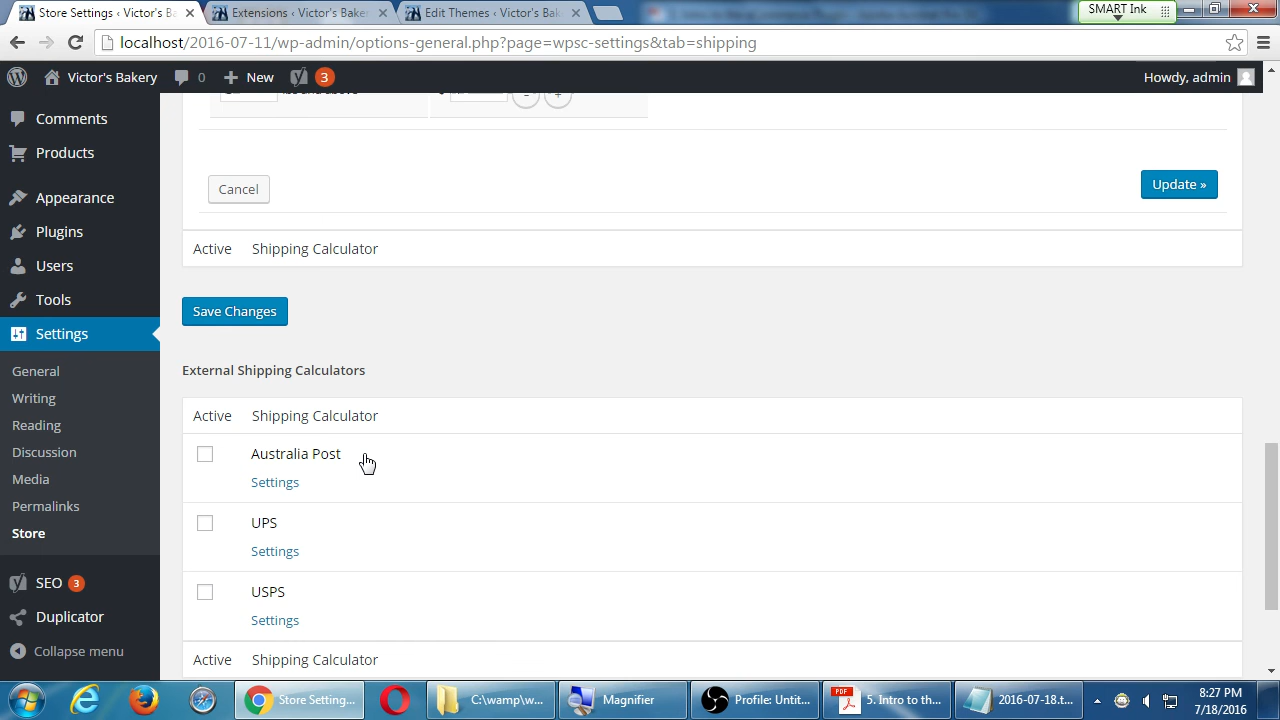 Store Settings ‹ Victor's B
Extensions ‹ Victor's Bake
Edit Themes ‹ Victor's Ba
SMART Ink
localhost/2016-07-11/wp-admin/options-general.php?page=wpsc-settings&tab=shipping
Victor's Bakery 0 New 3 Howdy, admin
Comments
Products
Appearance
Plugins
Users
Tools
Settings
General
Writing
Reading
Discussion
Media
Permalinks
Store
SEO 3
Duplicator
Collapse menu
Cancel
Update »
Active Shipping Calculator
Save Changes
External Shipping Calculators
Active Shipping Calculator
Australia Post
Settings
UPS
Settings
USPS
Settings
Active Shipping Calculator
Store Setting...
C:\wamp\w...
Magnifier
Profile: Untit...
PDF
5. Intro to th...
2016-07-18.t...
8:27 PM
7/18/2016